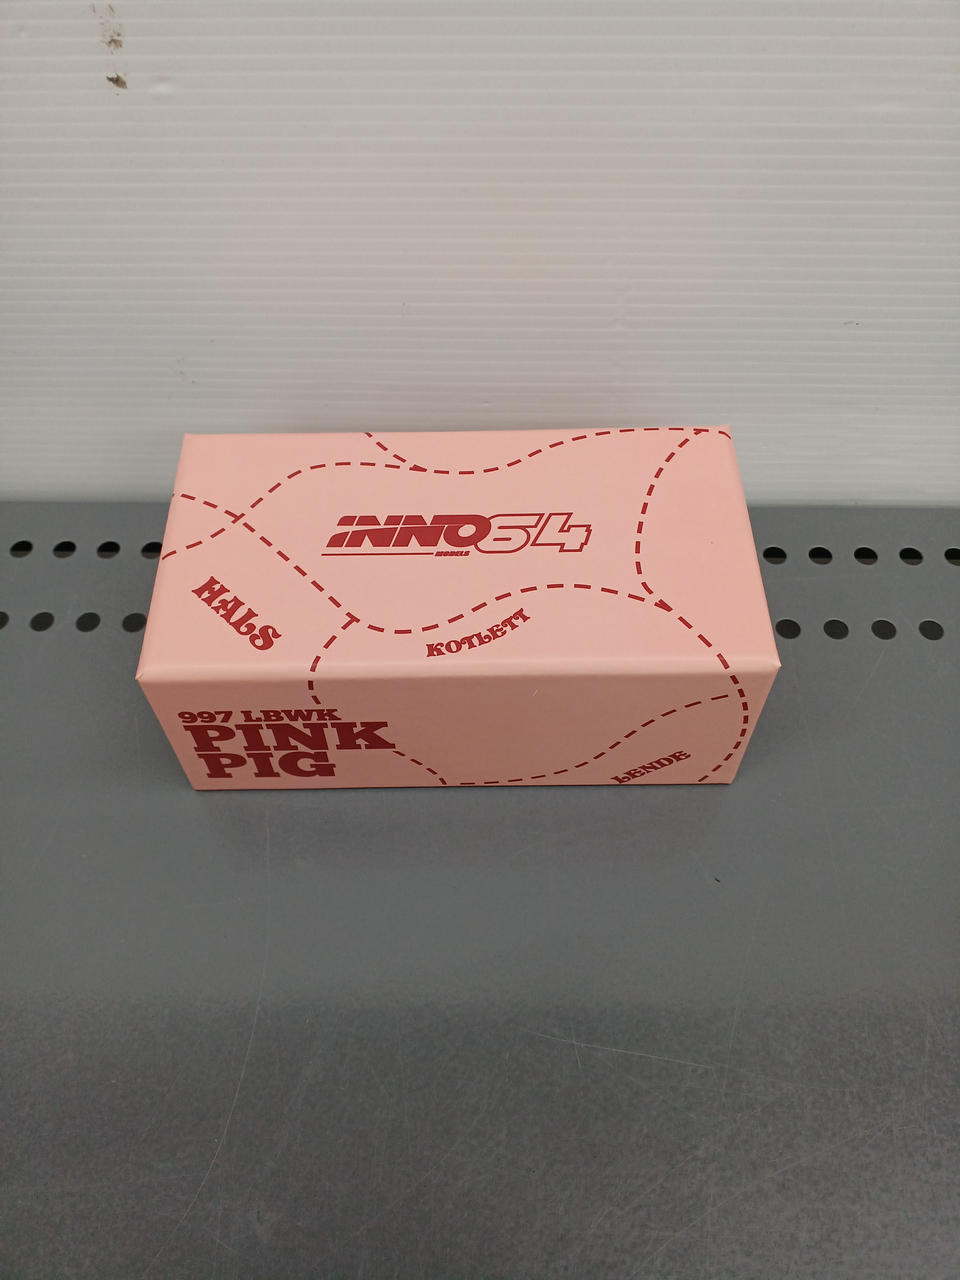 INNO64
MODELS
HALS
KOTLETT
997 LBWK
PINK
PIG
LENDE